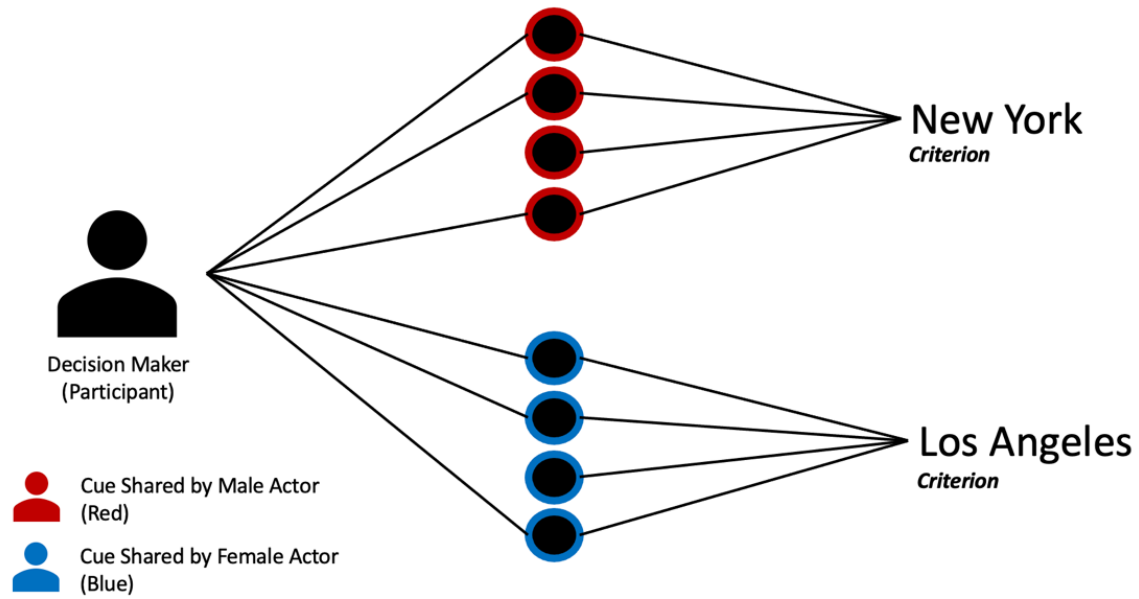 New York
Criterion
Decision Maker
(Participant)
Los Angeles
Criterion
Cue Shared by Male Actor
(Red)
Cue Shared by Female Actor
(Blue)